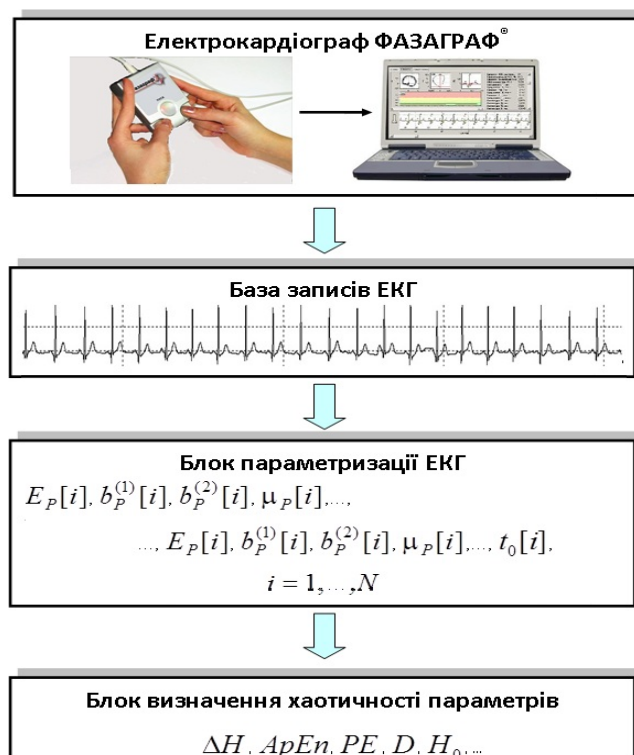 Електрокардіограф ФАЗАГРАФ®
База записів ЕКГ
Блок параметризації ЕКГ
E_P[i], b_P^(1)[i], b_P^(2)[i], μ_P[i],...,
..., E_P[i], b_P^(1)[i], b_P^(2)[i], μ_P[i],..., t_0[i],
i = 1,...,N
Блок визначення хаотичності параметрів
ΔH, ApEn, PE, D, H_0,...